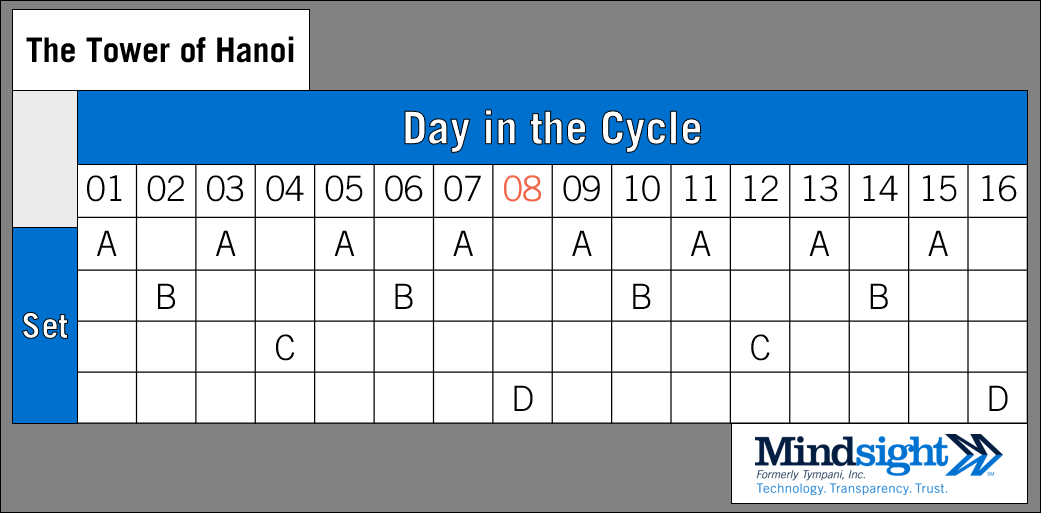 The Tower of Hanoi
Day in the Cycle
01 02 03 04 05 06 07 08 09 10 11 12 13 14 15 16
A A A A A A A A
B B B B
Set
C C
D D
Mindsight
SM
Formerly Tympani, Inc.
Technology. Transparency. Trust.